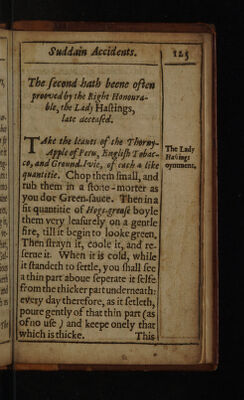 Suddain Accidents.
125
The second hath beene often
prooved by the Right Honoura-
ble, the Lady Hastings,
late deceased.
TAke the leaues of the Thorny-
Apple of Peru, English Tobac-
co, and Ground-Ivie, of each a like
quantitie. Chop them small, and
rub them in a stone-morter as
you doe Green-sauce. Then in a
fit quantitie of Hogs-grease boyle
them very leasurely on a gentle
fire, till it begin to looke green.
Then strayn it, coole it, and re-
serue it. When it is cold, while
it standeth to settle, you shall see
a thin part aboue seperate it selfe
from the thicker part underneath:
every day therefore, as it setleth,
poure gently of that thin part (as
of no use) and keepe onely that
which is thicke.
This
The Lady
Hastings
oyntment.